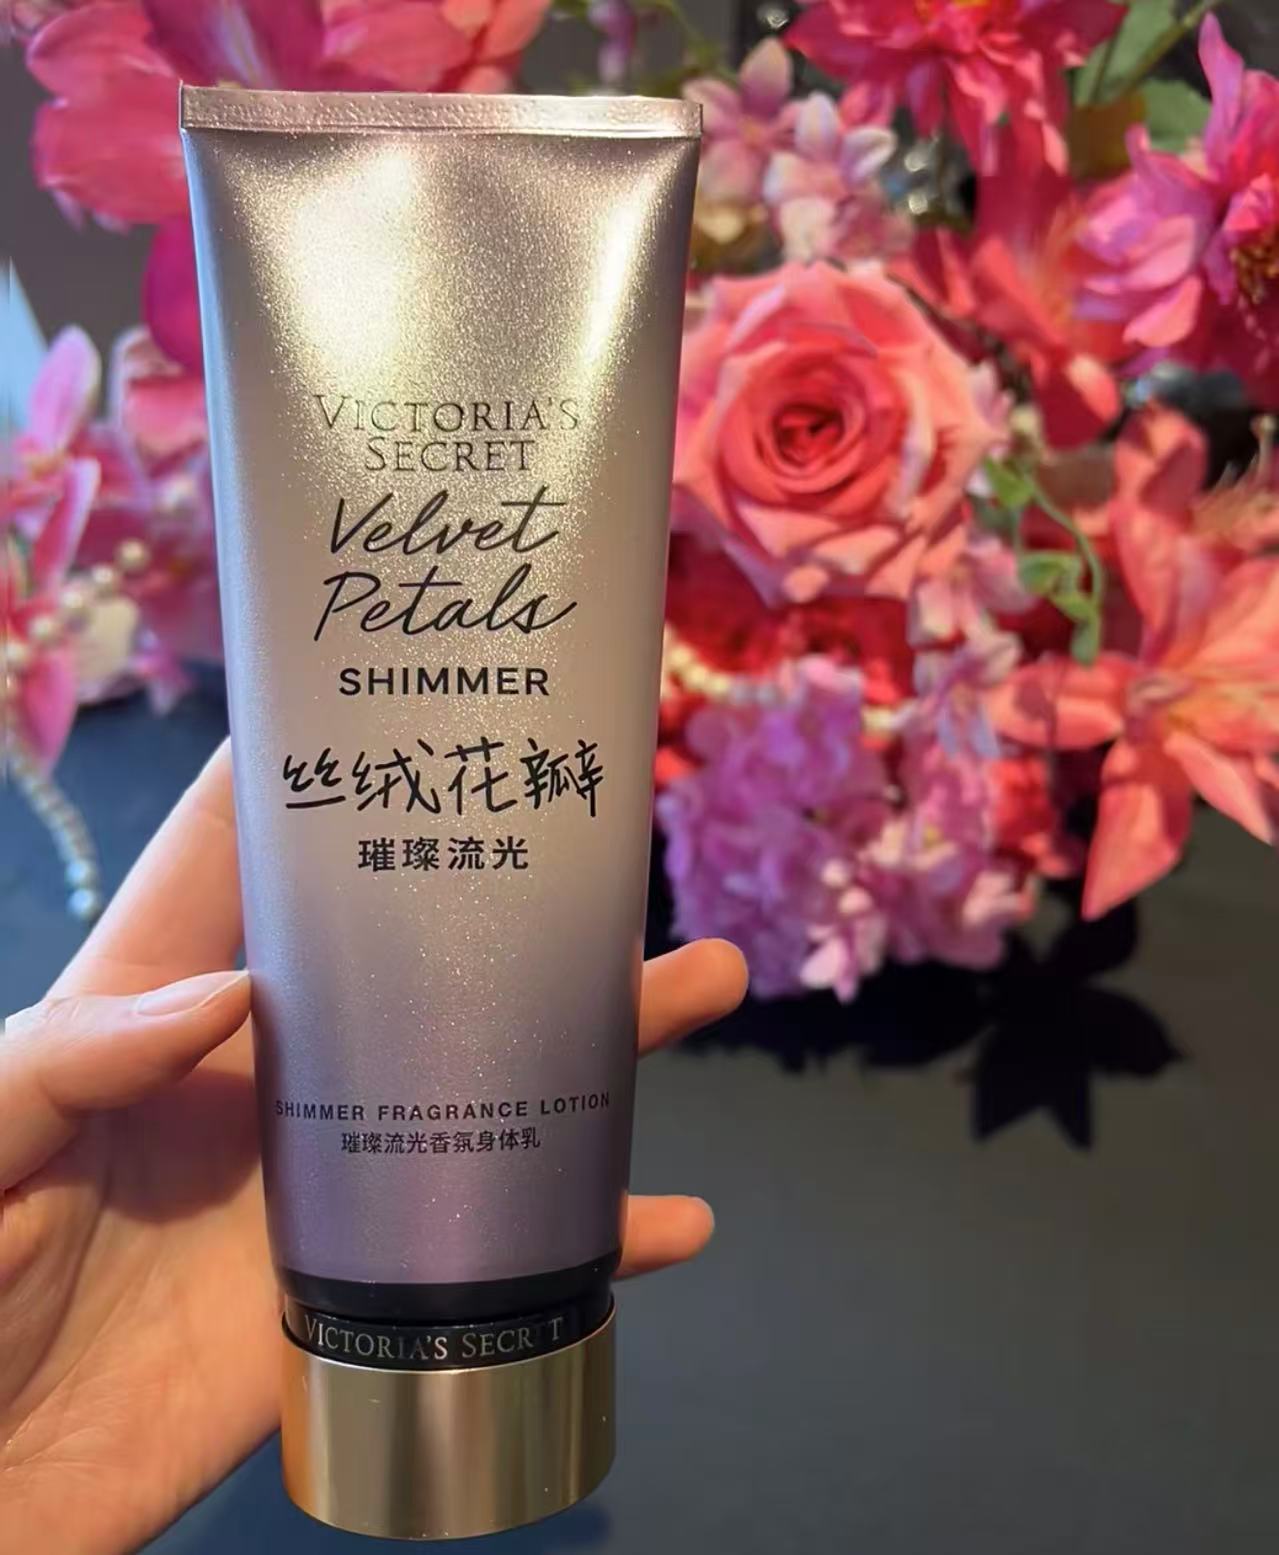 VICTORIA'S
SECRET
Velvet
Petals
SHIMMER
丝绒花瓣
璀璨流光
SHIMMER FRAGRANCE LOTION
璀璨流光香氛身体乳
VICTORIA'S SECRET